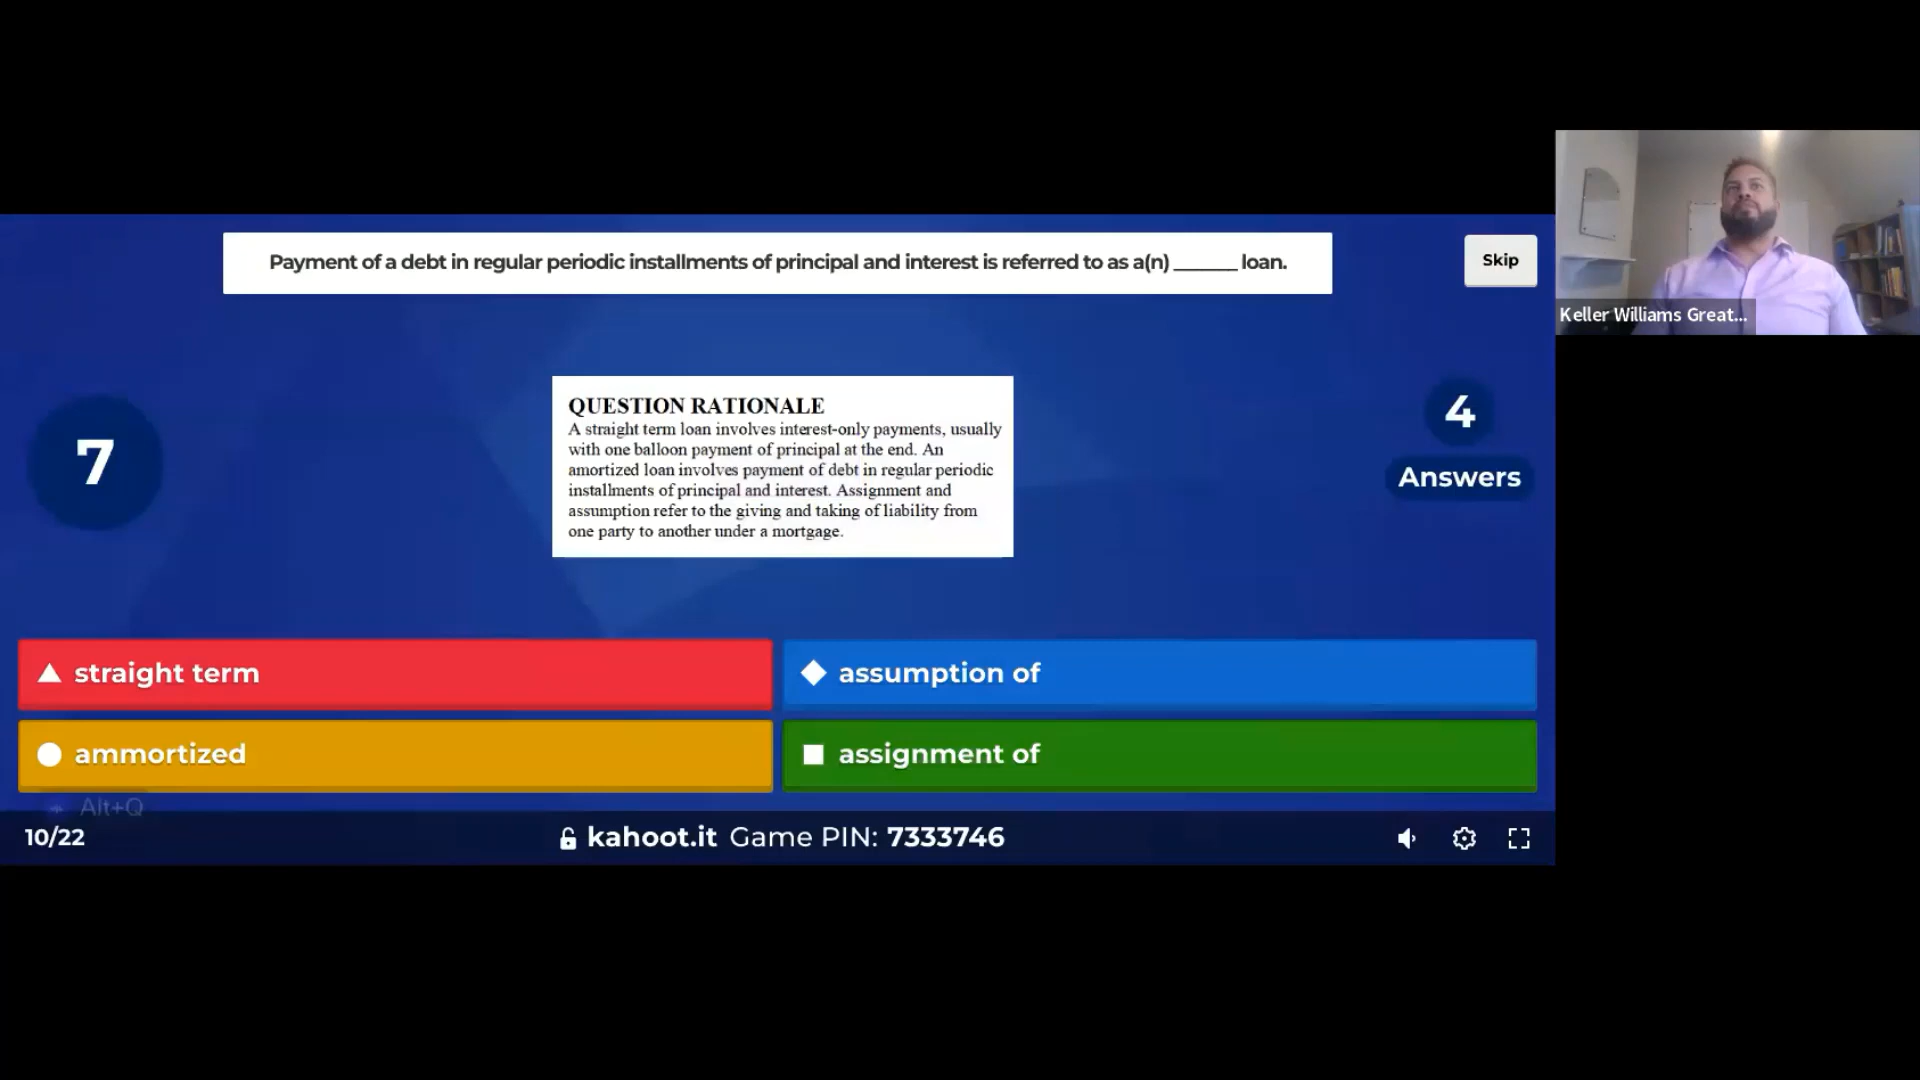 Payment of a debt in regular periodic installments of principal and interest is referred to as a(n) ______ loan.
Skip
Keller Williams Great...
7
QUESTION RATIONALE
A straight term loan involves interest-only payments, usually
with one balloon payment of principal at the end. An
amortized loan involves payment of debt in regular periodic
installments of principal and interest. Assignment and
assumption refer to the giving and taking of liability from
one party to another under a mortgage.
4
Answers
straight term
assumption of
ammortized
assignment of
Alt+Q
10/22
kahoot.it Game PIN: 7333746